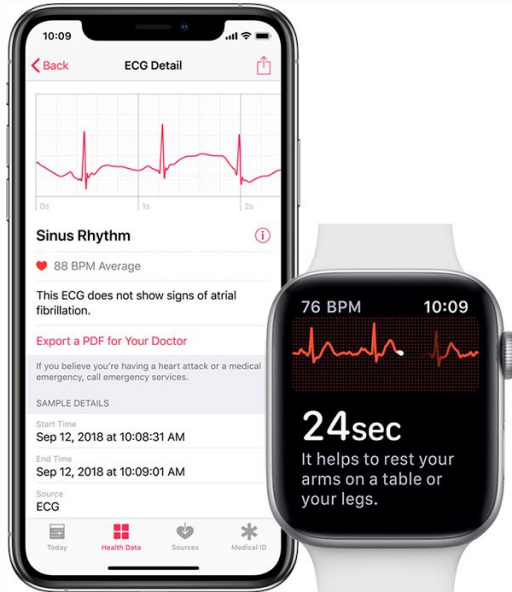 10:09
Back
ECG Detail
0s
1s
2s
Sinus Rhythm
88 BPM Average
This ECG does not show signs of atrial
fibrillation.
Export a PDF for Your Doctor
If you believe you're having a heart attack or a medical
emergency, call emergency services.
SAMPLE DETAILS
Start Time
Sep 12, 2018 at 10:08:31 AM
End Time
Sep 12, 2018 at 10:09:01 AM
Source
ECG
Today
Health Data
Sources
Medical ID
76 BPM
10:09
24sec
It helps to rest your
arms on a table or
your legs.